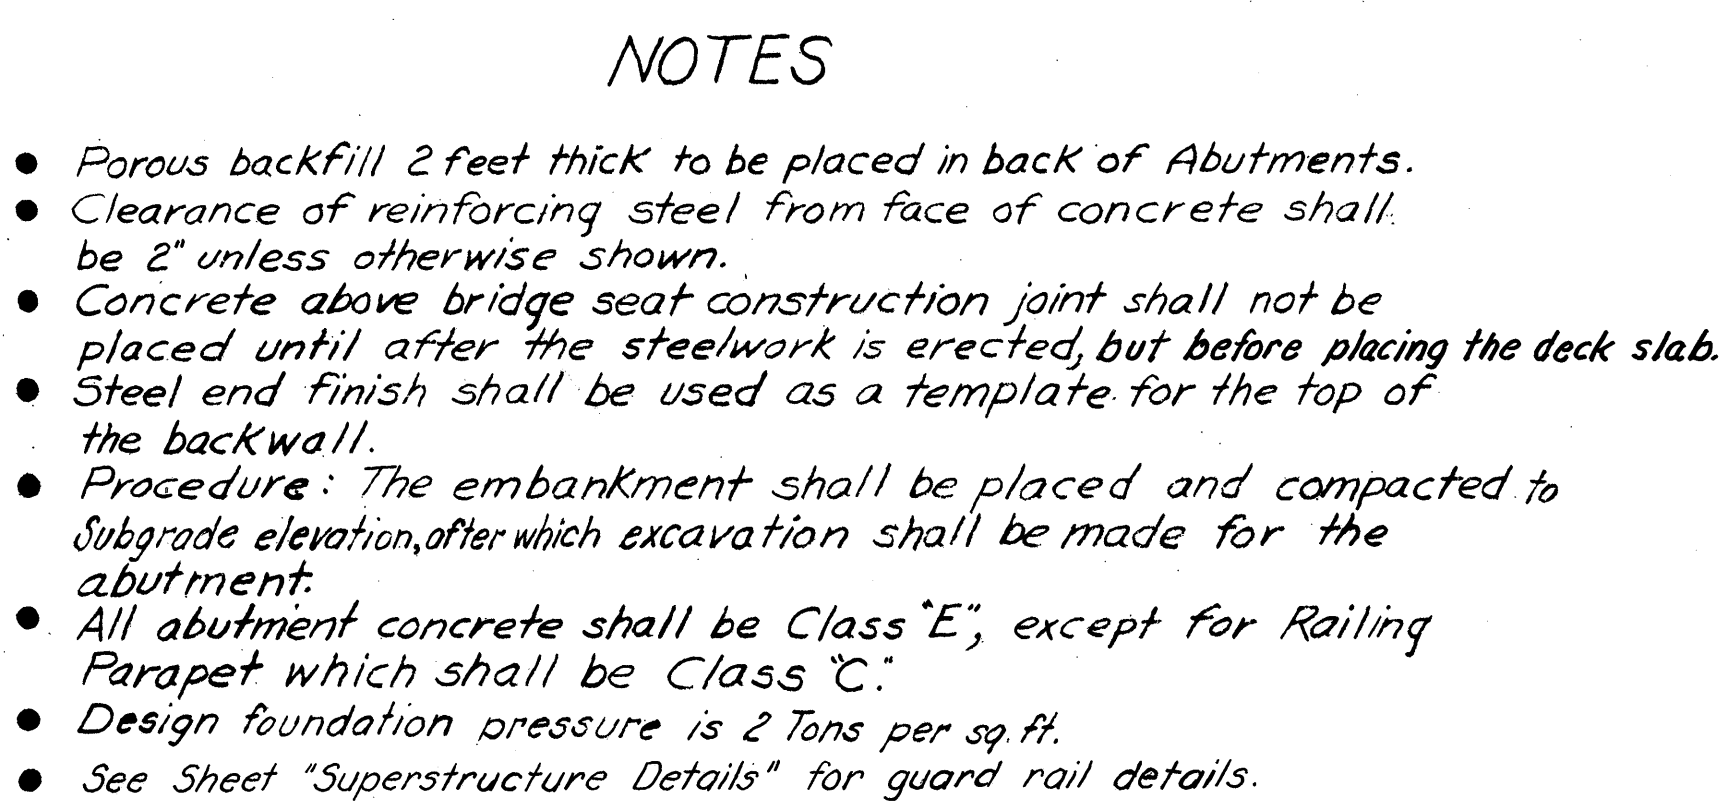 NOTES
● Porous backfill 2 feet thick to be placed in back of Abutments.
● Clearance of reinforcing steel from face of concrete shall
be 2" unless otherwise shown.
● Concrete above bridge seat construction joint shall not be
placed until after the steelwork is erected, but before placing the deck slab.
● Steel end finish shall be used as a template for the top of
the backwall.
● Procedure: The embankment shall be placed and compacted to
Subgrade elevation, after which excavation shall be made for the
abutment.
● All abutment concrete shall be Class "E", except for Railing
Parapet which shall be Class "C."
● Design foundation pressure is 2 Tons per sq. ft.
● See Sheet "Superstructure Details" for guard rail details.